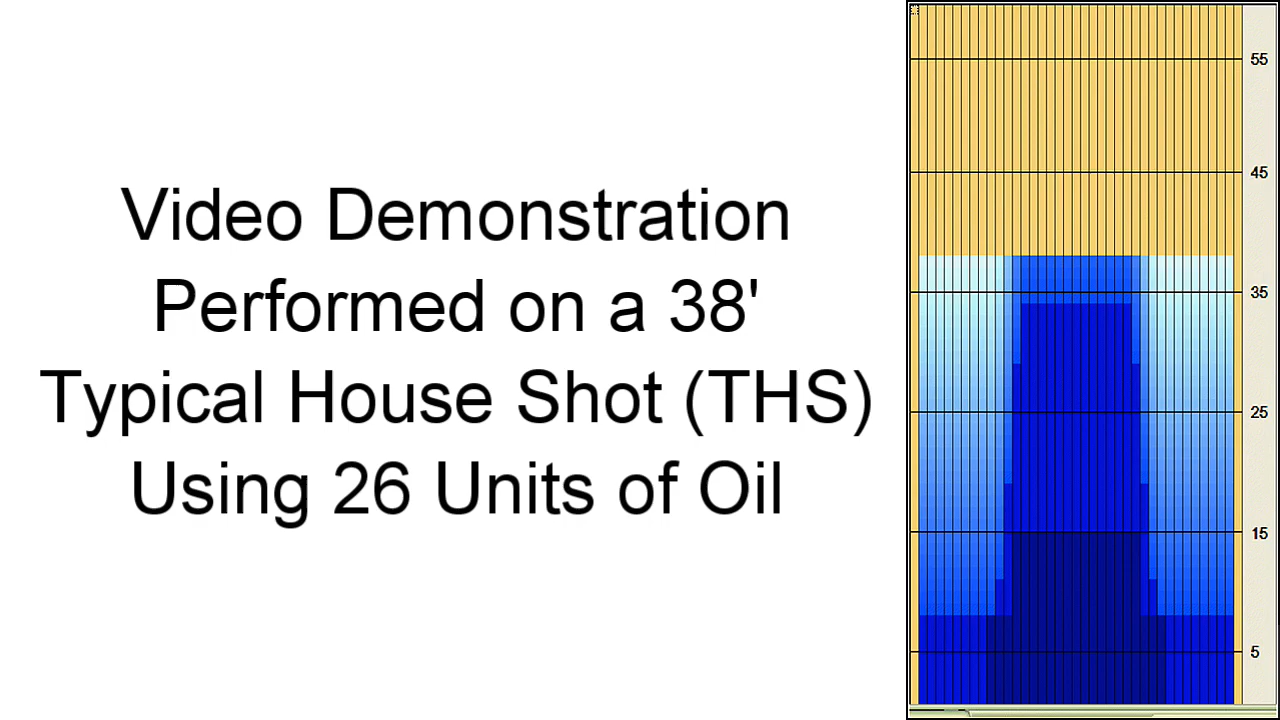 Video Demonstration
Performed on a 38'
Typical House Shot (THS)
Using 26 Units of Oil
55
45
35
25
15
5